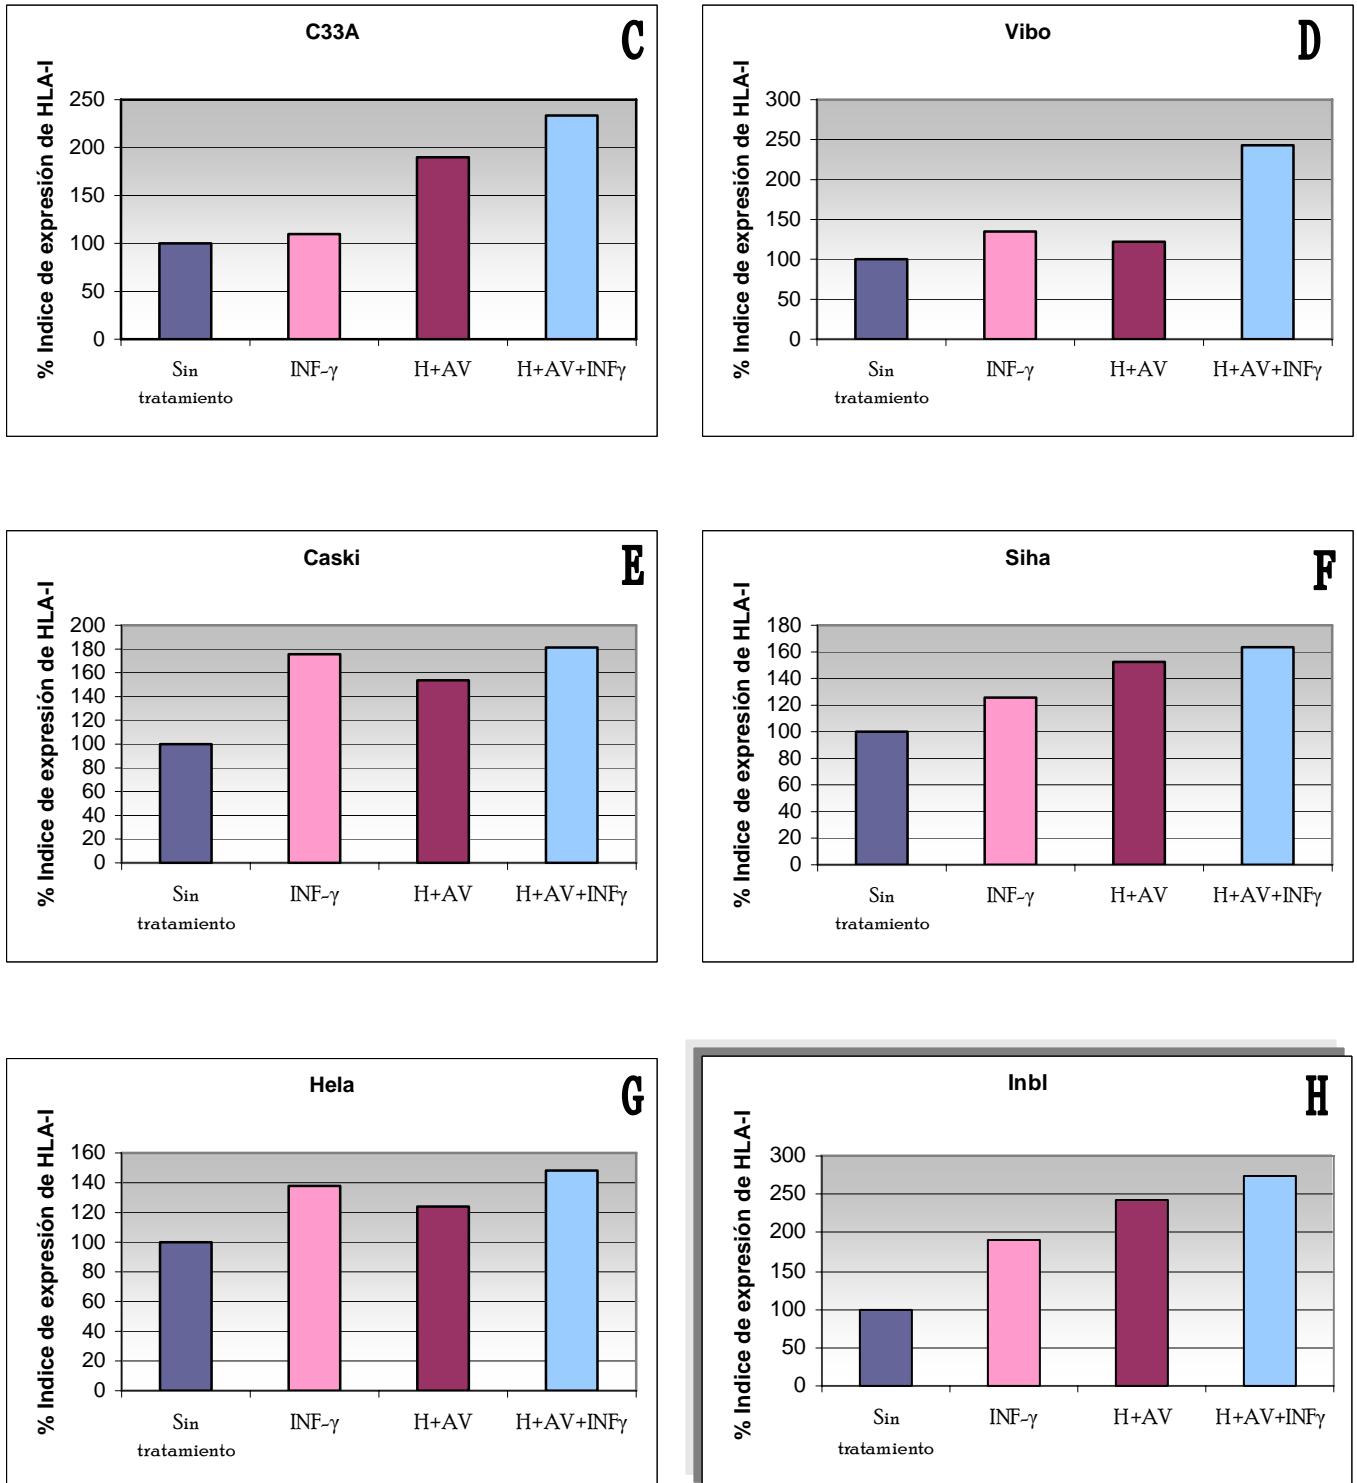 C33A
C
% Indice de expresión de HLA-I
250
200
150
100
50
0
Sin
tratamiento
INF-γ
H+AV
H+AV+INFγ
Vibo
D
% Indice de expresión de HLA-I
300
250
200
150
100
50
0
Sin
tratamiento
INF-γ
H+AV
H+AV+INFγ
Caski
E
% Indice de expresión de HLA-I
200
180
160
140
120
100
80
60
40
20
0
Sin
tratamiento
INF-γ
H+AV
H+AV+INFγ
Siha
F
% Indice de expresión de HLA-I
180
160
140
120
100
80
60
40
20
0
Sin
tratamiento
INF-γ
H+AV
H+AV+INFγ
Hela
G
% Indice de expresión de HLA-I
160
140
120
100
80
60
40
20
0
Sin
tratamiento
INF-γ
H+AV
H+AV+INFγ
Inbl
H
% Indice de expresión de HLA-I
300
250
200
150
100
50
0
Sin
tratamiento
INF-γ
H+AV
H+AV+INFγ